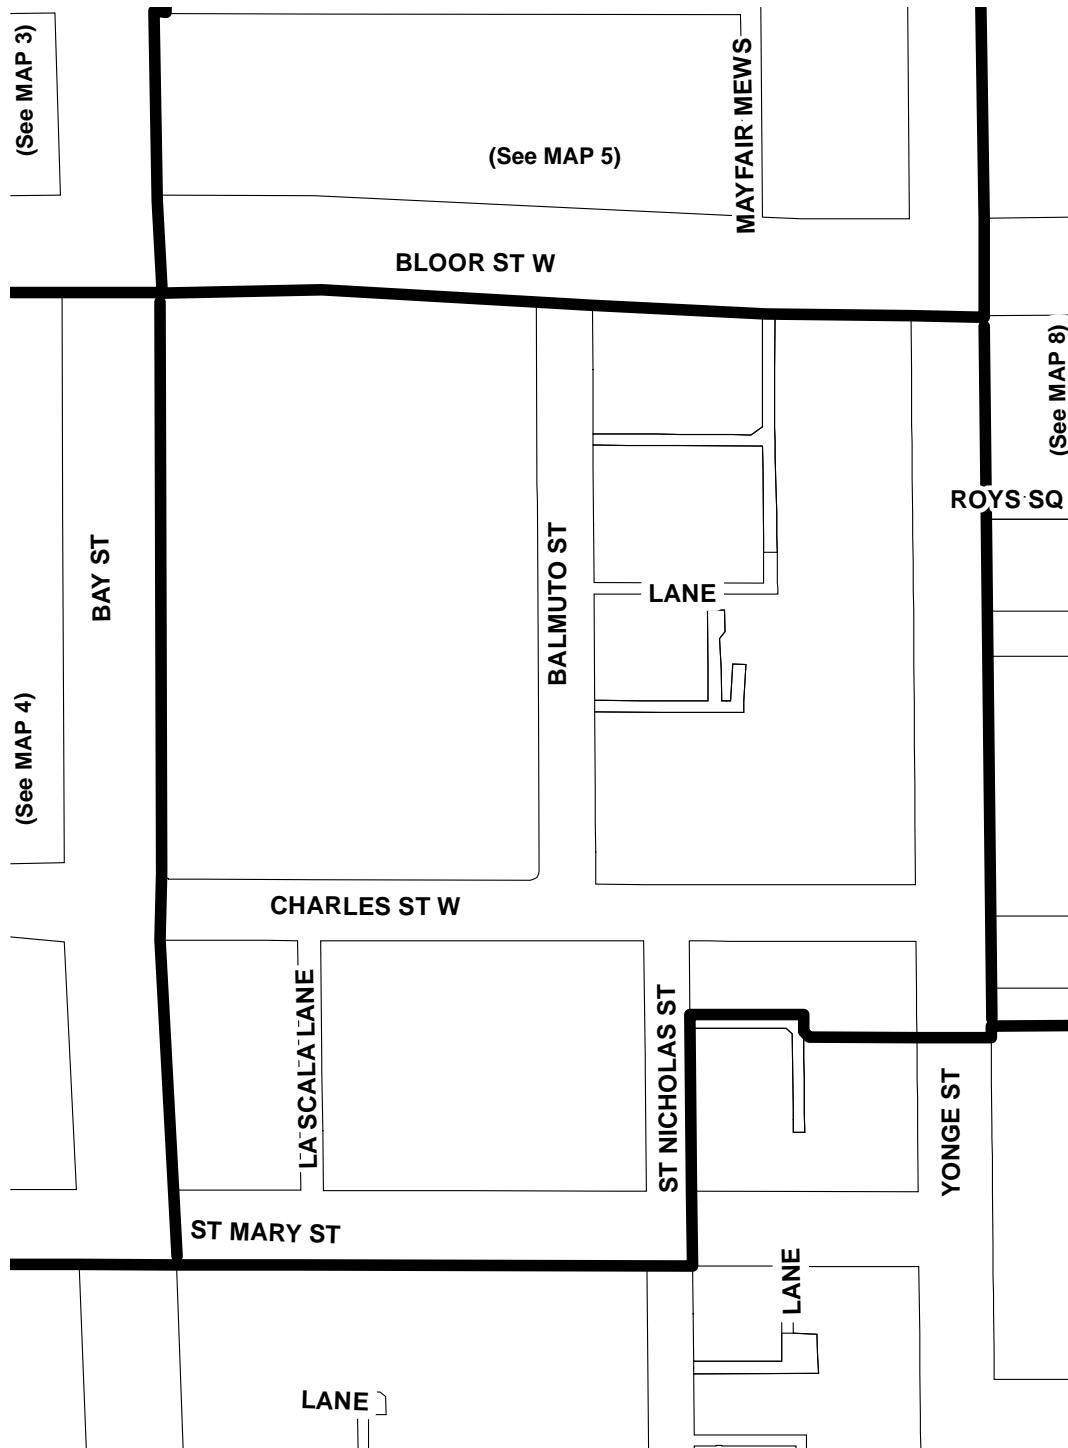 (See MAP 3)
MAYFAIR MEWS
(See MAP 5)
BLOOR ST W
(See MAP 8)
ROYS SQ
BAY ST
BALMUTO ST
LANE
(See MAP 4)
CHARLES ST W
LA SCALA LANE
ST NICHOLAS ST
YONGE ST
ST MARY ST
LANE
LANE